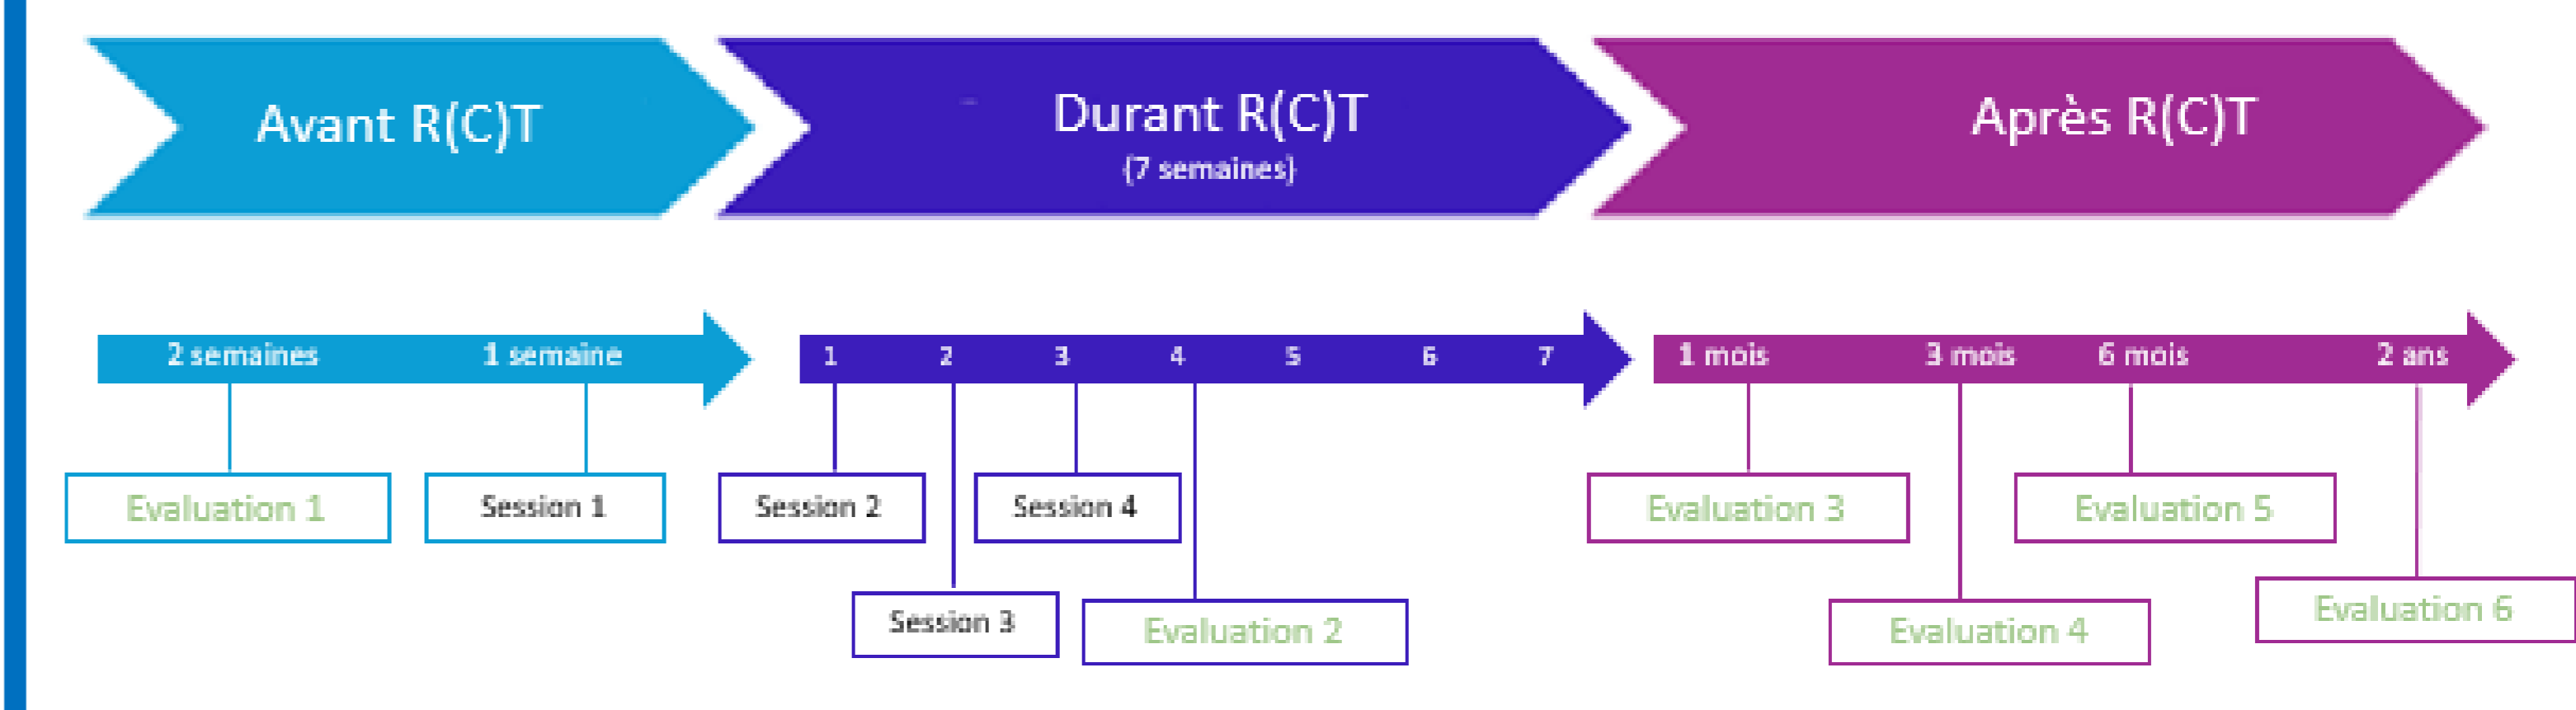 Avant R(C)T
Durant R(C)T
(7 semaines)
Après R(C)T
2 semaines 1 semaine
1 2 3 4 5 6 7
1 mois 3 mois 6 mois 2 ans
Evaluation 1
Session 1
Session 2
Session 4
Evaluation 3
Evaluation 5
Session 3
Evaluation 2
Evaluation 4
Evaluation 6